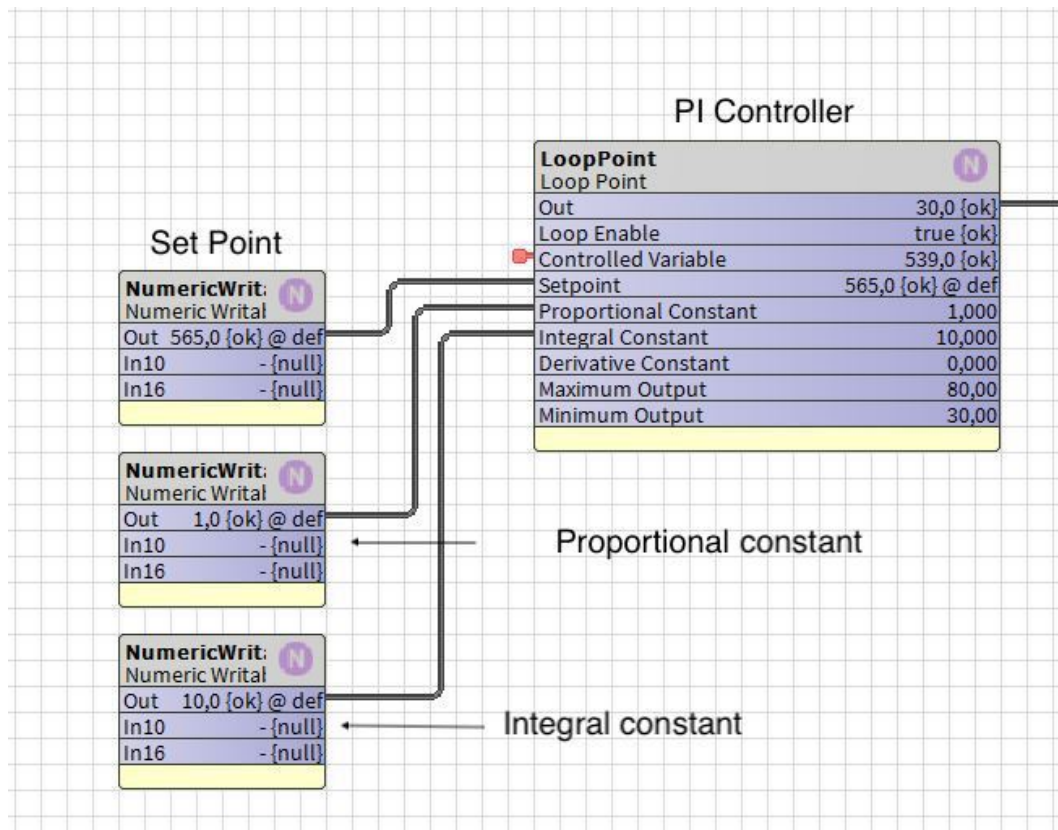 PI Controller
LoopPoint
Loop Point
N
Out 30,0 {ok}
Loop Enable true {ok}
Controlled Variable 539,0 {ok}
Setpoint 565,0 {ok} @ def
Proportional Constant 1,000
Integral Constant 10,000
Derivative Constant 0,000
Maximum Output 80,00
Minimum Output 30,00
Set Point
NumericWrit:
Numeric Writal
N
Out 565,0 {ok} @ def
In10 - {null}
In16 - {null}
NumericWrit:
Numeric Writal
N
Out 1,0 {ok} @ def
In10 - {null}
In16 - {null}
Proportional constant
NumericWrit:
Numeric Writal
N
Out 10,0 {ok} @ def
In10 - {null}
In16 - {null}
Integral constant